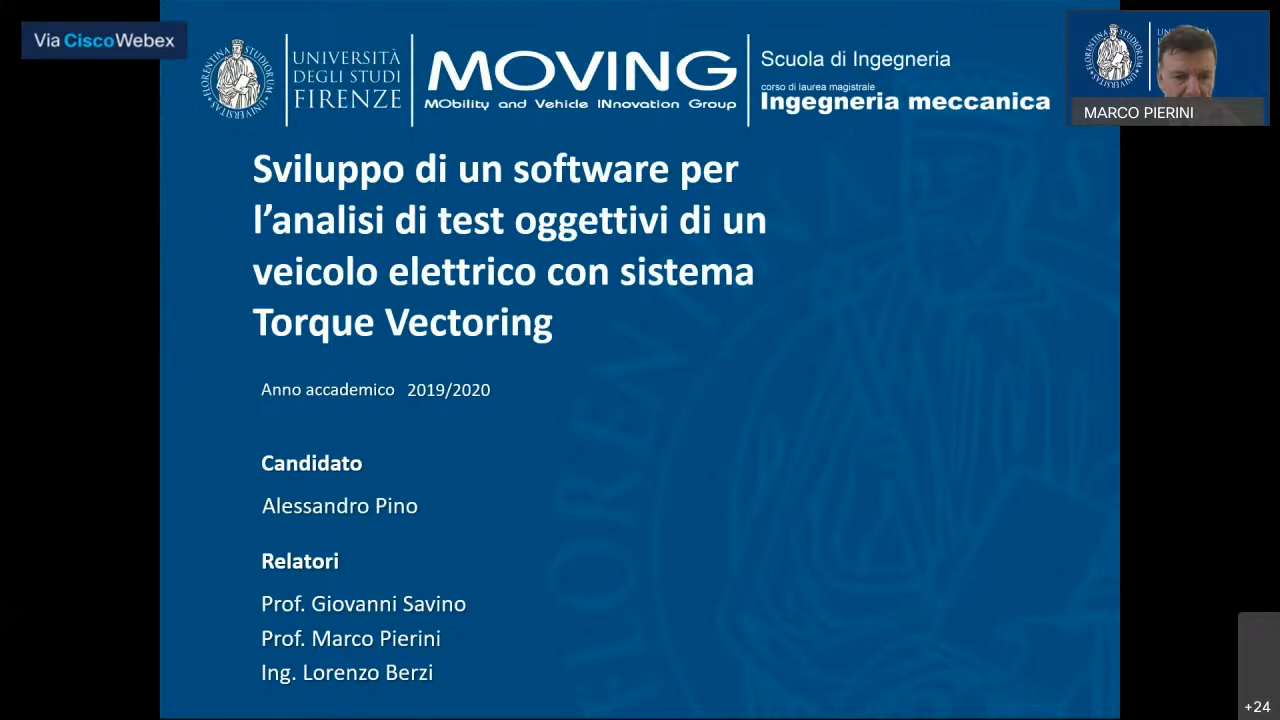 Via CiscoWebex
UNIVERSITÀ
DEGLI STUDI
FIRENZE
MOVING
MObility and Vehicle INnovation Group
Scuola di Ingegneria
corso di laurea magistrale
Ingegneria meccanica
MARCO PIERINI
Sviluppo di un software per
l’analisi di test oggettivi di un
veicolo elettrico con sistema
Torque Vectoring
Anno accademico 2019/2020
Candidato
Alessandro Pino
Relatori
Prof. Giovanni Savino
Prof. Marco Pierini
Ing. Lorenzo Berzi
+24